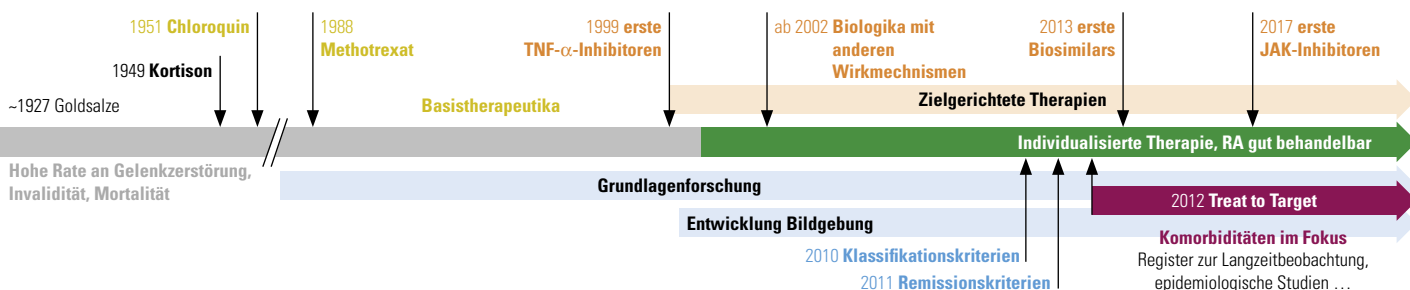 1951 Chloroquin
1988
Methotrexat
1999 erste
TNF-α-Inhibitoren
ab 2002 Biologika mit
anderen
Wirkmechnismen
2013 erste
Biosimilars
2017 erste
JAK-Inhibitoren
1949 Kortison
~1927 Goldsalze
Basistherapeutika
Zielgerichtete Therapien
Individualisierte Therapie, RA gut behandelbar
Hohe Rate an Gelenkzerstörung,
Invalidität, Mortalität
Grundlagenforschung
2012 Treat to Target
Entwicklung Bildgebung
Komorbiditäten im Fokus
Register zur Langzeitbeobachtung,
epidemiologische Studien …
2010 Klassifikationskriterien
2011 Remissionskriterien